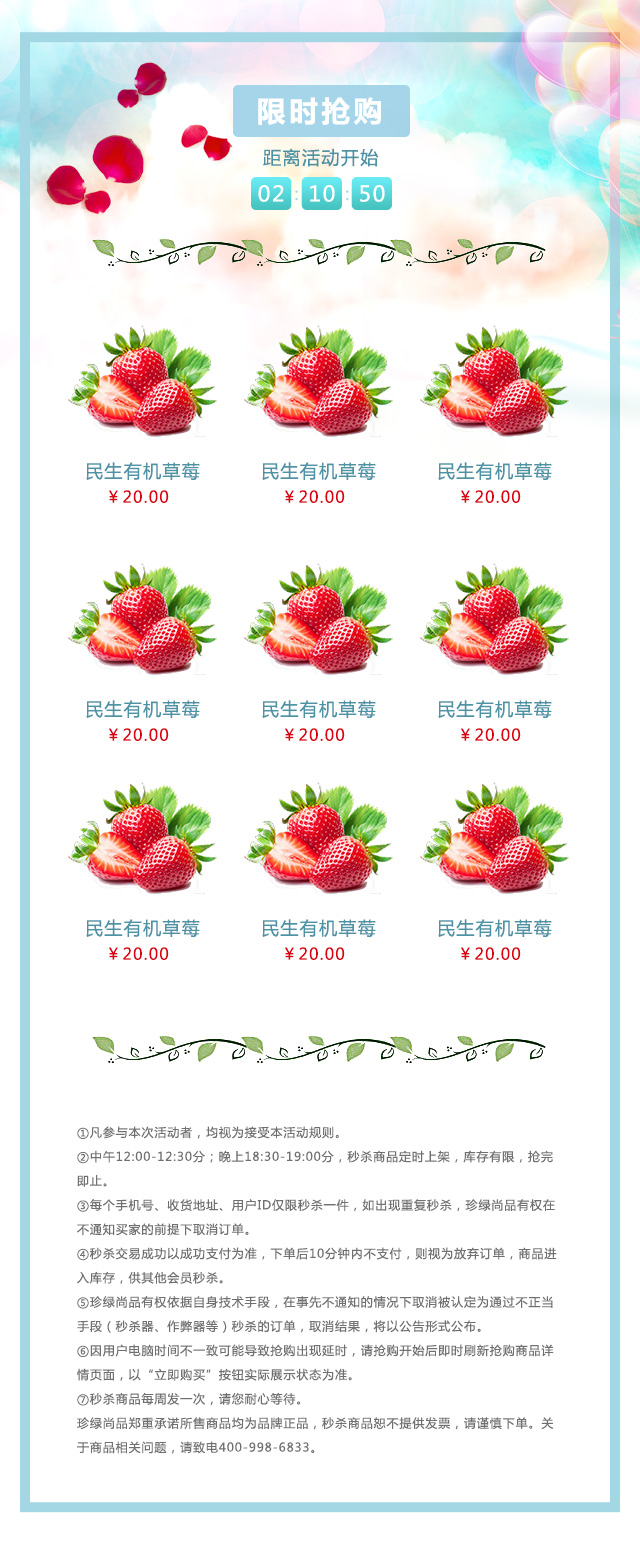 限时抢购
距离活动开始
02:10:50
民生有机草莓 民生有机草莓 民生有机草莓
￥20.00 ￥20.00 ￥20.00
民生有机草莓 民生有机草莓 民生有机草莓
￥20.00 ￥20.00 ￥20.00
民生有机草莓 民生有机草莓 民生有机草莓
￥20.00 ￥20.00 ￥20.00
①凡参与本次活动者，均视为接受本活动规则。
②中午12:00-12:30分；晚上18:30-19:00分，秒杀商品定时上架，库存有限，抢完
即止。
③每个手机号、收货地址、用户ID仅限秒杀一件，如出现重复秒杀，珍绿尚品有权在
不通知买家的前提下取消订单。
④秒杀交易成功以成功支付为准，下单后10分钟内不支付，则视为放弃订单，商品进
入库存，供其他会员秒杀。
⑤珍绿尚品有权依据自身技术手段，在事先不通知的情况下取消被认定为通过不正当
手段（秒杀器、作弊器等）秒杀的订单，取消结果，将以公告形式公布。
⑥因用户电脑时间不一致可能导致抢购出现延时，请抢购开始后即时刷新抢购商品详
情页面，以“立即购买”按钮实际展示状态为准。
⑦秒杀商品每周发一次，请您耐心等待。
珍绿尚品郑重承诺所售商品均为品牌正品，秒杀商品恕不提供发票，请谨慎下单。关
于商品相关问题，请致电400-998-6833。